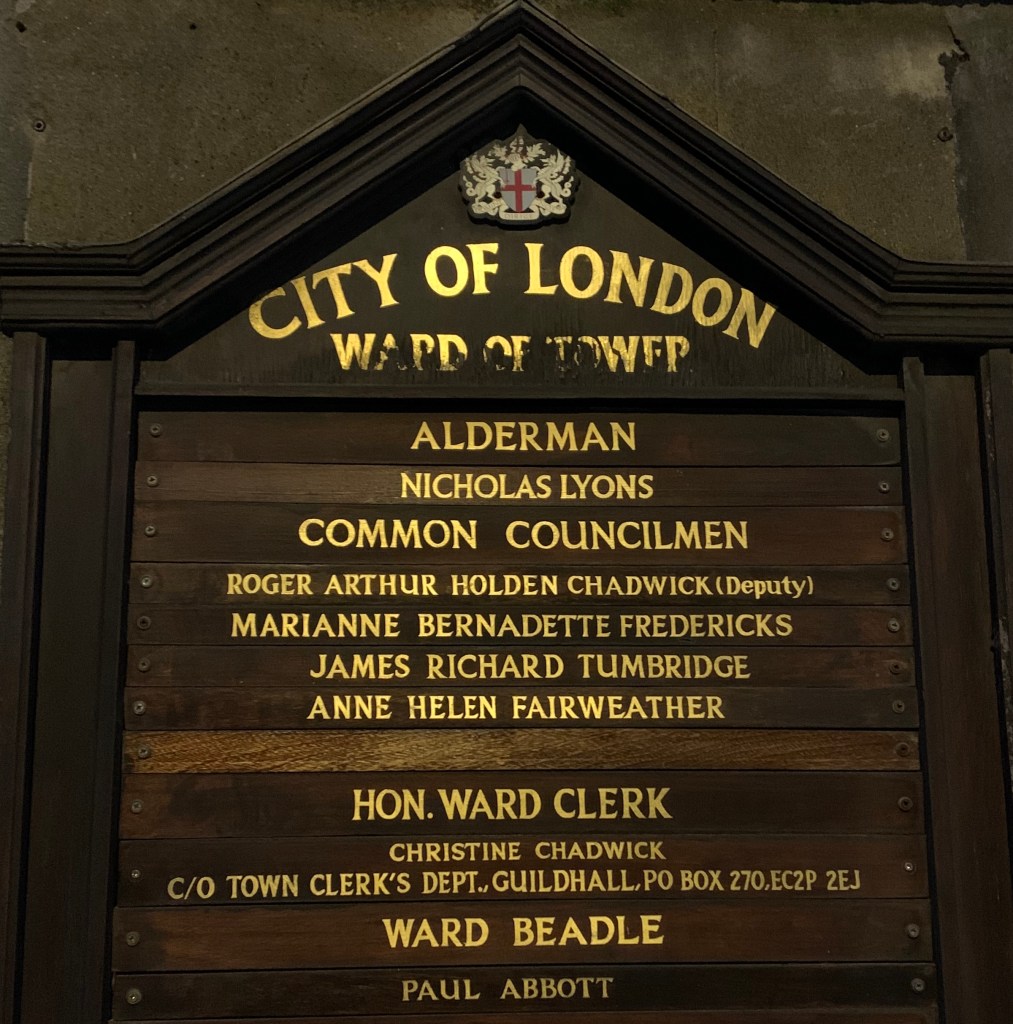 CITY OF LONDON
WARD OF TOWER
ALDERMAN
NICHOLAS LYONS
COMMON COUNCILMEN
ROGER ARTHUR HOLDEN CHADWICK (Deputy)
MARIANNE BERNADETTE FREDERICKS
JAMES RICHARD TUMBRIDGE
ANNE HELEN FAIRWEATHER
HON. WARD CLERK
CHRISTINE CHADWICK
C/O TOWN CLERK'S DEPT., GUILDHALL, PO BOX 270, EC2P 2EJ
WARD BEADLE
PAUL ABBOTT